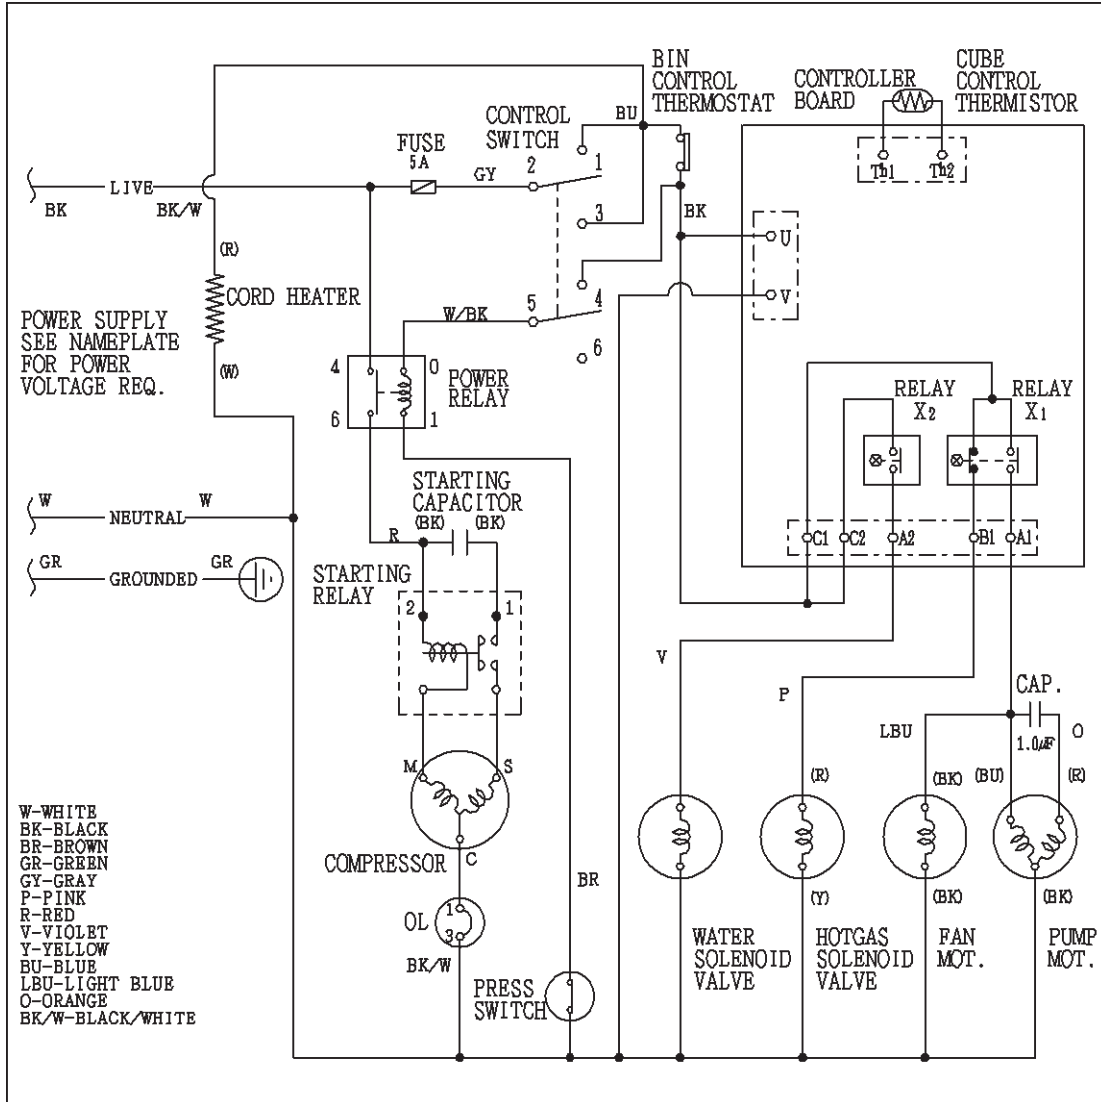 BIN
CONTROL
THERMOSTAT
CONTROLLER
BOARD
CUBE
CONTROL
THERMISTOR
CONTROL
SWITCH
BU
FUSE
5A
GY
2
1
Th1
Th2
LIVE
BK
BK/W
3
BK
U
(R)
CORD HEATER
4
V
5
W/BK
6
POWER SUPPLY
SEE NAMEPLATE
FOR POWER
VOLTAGE REQ.
(W)
4
0
6
1
POWER
RELAY
RELAY
X2
RELAY
X1
STARTING
CAPACITOR
(BK)
(BK)
W
NEUTRAL
W
R
C1
C2
A2
B1
A1
GR
GROUNDED
GR
STARTING
RELAY
2
1
V
P
CAP.
LBU
1.0μF
O
M
S
(R)
(BK)
(BU)
(R)
COMPRESSOR
C
BR
(Y)
(BK)
(BK)
OL
1
3
BK/W
WATER
SOLENOID
VALVE
HOTGAS
SOLENOID
VALVE
FAN
MOT.
PUMP
MOT.
PRESS
SWITCH
W-WHITE
BK-BLACK
BR-BROWN
GR-GREEN
GY-GRAY
P-PINK
R-RED
V-VIOLET
Y-YELLOW
BU-BLUE
LBU-LIGHT BLUE
O-ORANGE
BK/W-BLACK/WHITE